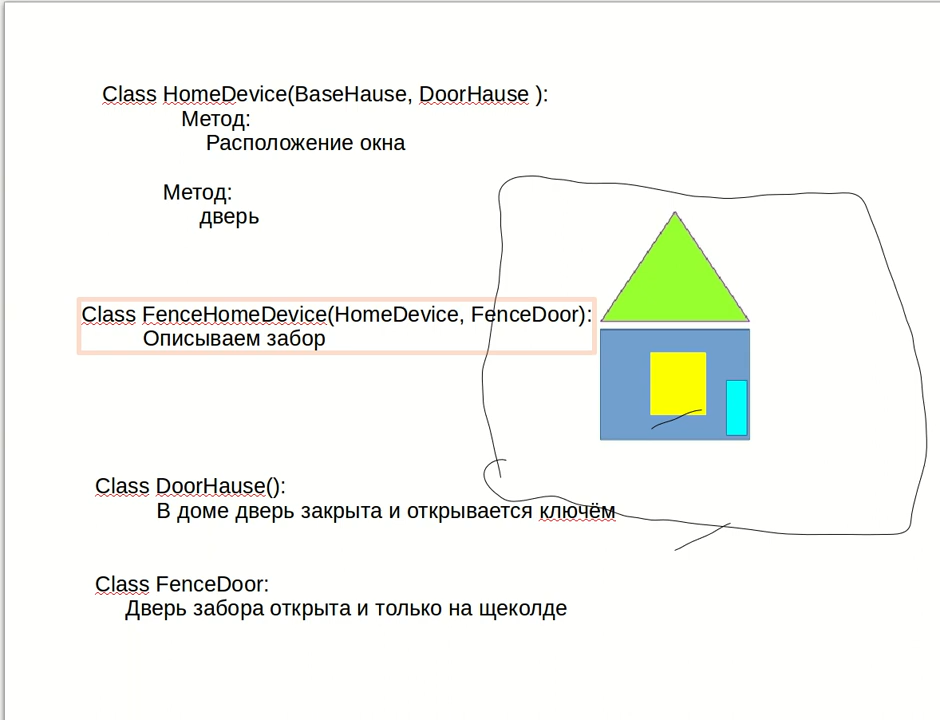 Class HomeDevice(BaseHause, DoorHause ):
Метод:
Расположение окна
Метод:
дверь
Class FenceHomeDevice(HomeDevice, FenceDoor):
Описываем забор
Class DoorHause():
В доме дверь закрыта и открывается ключём
Class FenceDoor:
Дверь забора открыта и только на щеколде